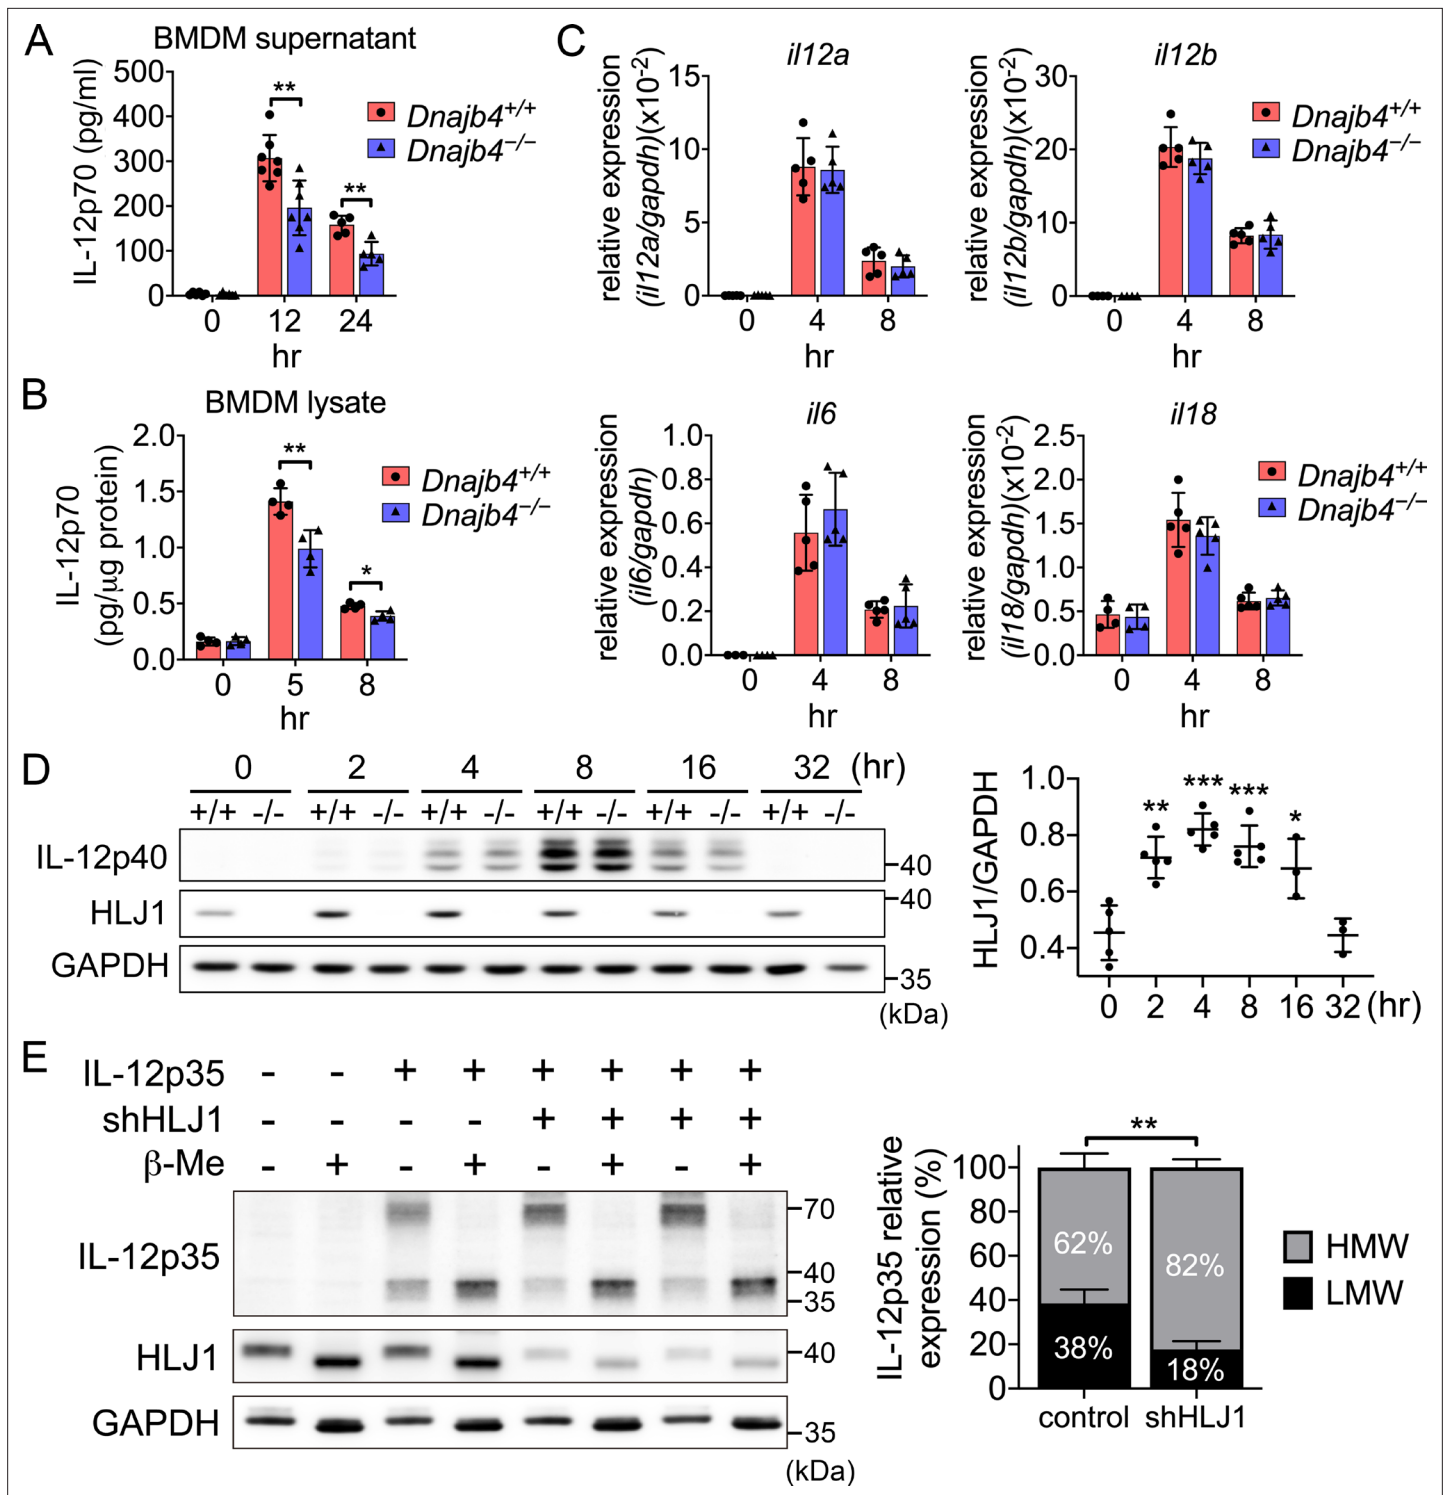 A
BMDM supernatant
IL-12p70 (pg/ml)
500
400
300
200
100
0
** **
Dnajb4+/+
Dnajb4−/−
0 12 24
hr
B
BMDM lysate
IL-12p70
(pg/μg protein)
2.0
1.5
1.0
0.5
0.0
** *
Dnajb4+/+
Dnajb4−/−
0 5 8
hr
C
il12a
relative expression
(il12a/gapdh)(x10-2)
15
10
5
0
0 4 8
hr
il12b
relative expression
(il12b/gapdh)(x10-2)
30
20
10
0
Dnajb4+/+
Dnajb4−/−
0 4 8
hr
il6
relative expression
(il6/gapdh)
1.0
0.8
0.6
0.4
0.2
0.0
0 4 8
hr
il18
relative expression
(il18/gapdh)(x10-2)
2.5
2.0
1.5
1.0
0.5
0.0
Dnajb4+/+
Dnajb4−/−
0 4 8
hr
D
0 2 4 8 16 32 (hr)
+/+ -/- +/+ -/- +/+ -/- +/+ -/- +/+ -/- +/+ -/-
IL-12p40
40
HLJ1
40
GAPDH
35
(kDa)
HLJ1/GAPDH
1.0
0.8
0.6
0.4
** *** *** *
0 2 4 8 16 32 (hr)
E
IL-12p35 - - + + + + + +
shHLJ1 - - - - + + + +
β-Me - + - + - + - +
IL-12p35
70
40
35
HLJ1
40
GAPDH
35
(kDa)
IL-12p35 relative
expression (%)
100
80
60
40
20
0
**
62%
38%
82%
18%
control shHLJ1
HMW
LMW